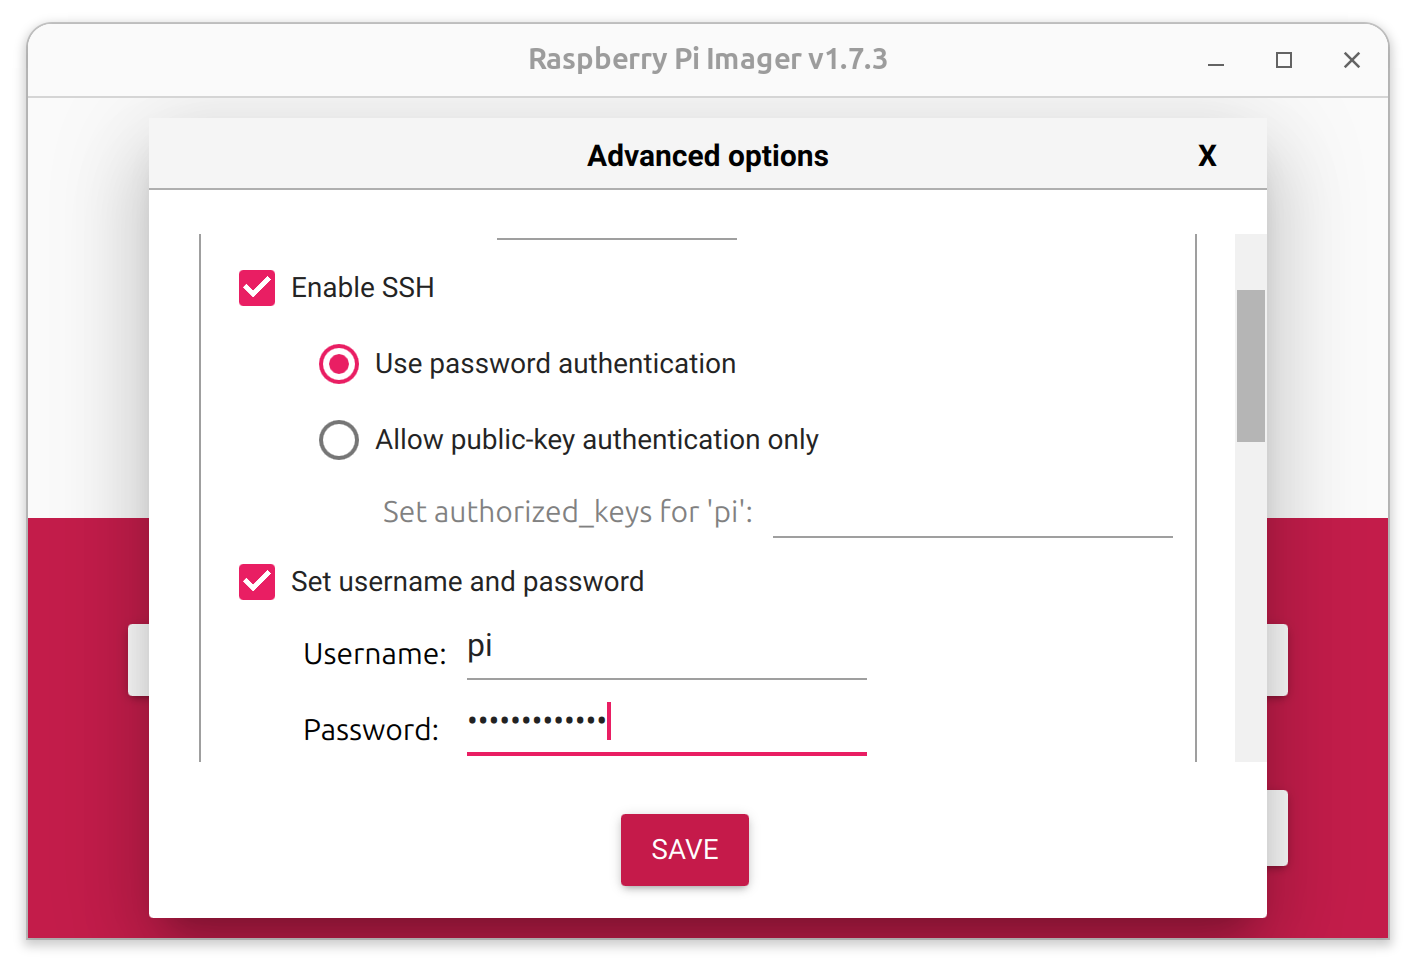 Raspberry Pi Imager v1.7.3
Advanced options X
Enable SSH
Use password authentication
Allow public-key authentication only
Set authorized_keys for 'pi':
Set username and password
Username: pi
Password: •••••••••••••
SAVE